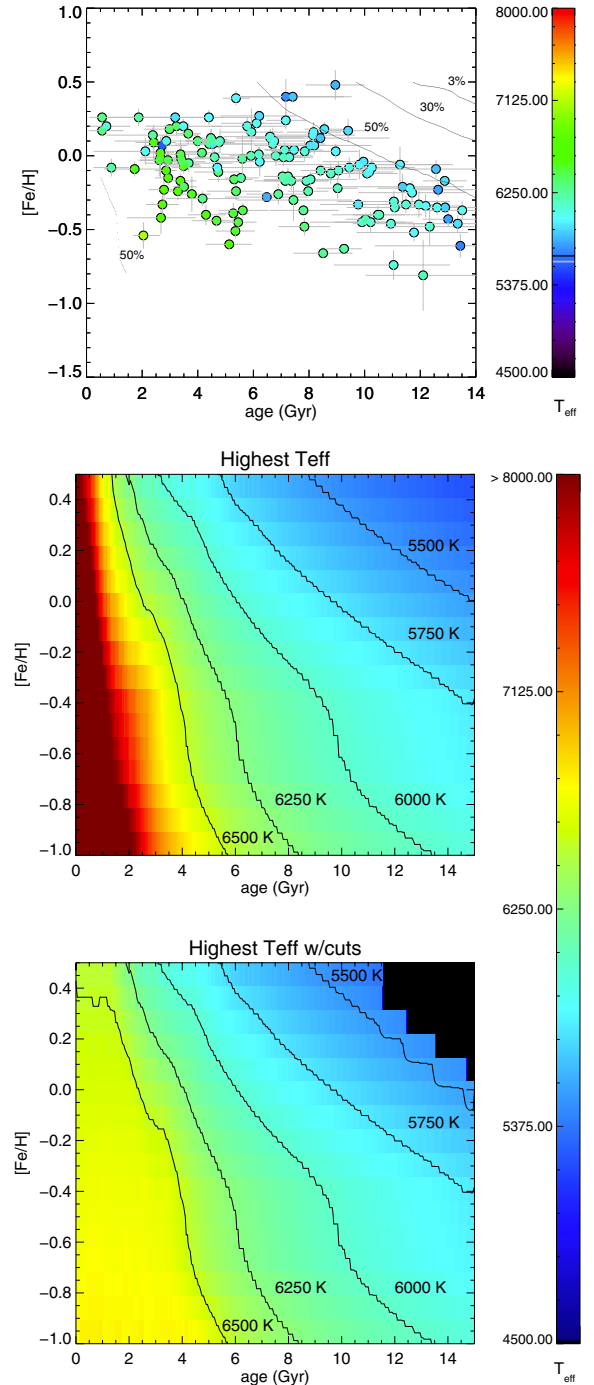 1.0
0.5
0.0
−0.5
−1.0
−1.5
[Fe/H]
3%
30%
50%
50%
0 2 4 6 8 10 12 14
age (Gyr)
8000.00
7125.00
6250.00
5375.00
4500.00
Teff
Highest Teff
0.4
0.2
0.0
−0.2
−0.4
−0.6
−0.8
−1.0
[Fe/H]
5500 K
5750 K
6000 K
6250 K
6500 K
0 2 4 6 8 10 12 14
age (Gyr)
> 8000.00
7125.00
6250.00
5375.00
4500.00
Teff
Highest Teff w/cuts
0.4
0.2
0.0
−0.2
−0.4
−0.6
−0.8
−1.0
[Fe/H]
5500 K
5750 K
6000 K
6250 K
6500 K
0 2 4 6 8 10 12 14
age (Gyr)